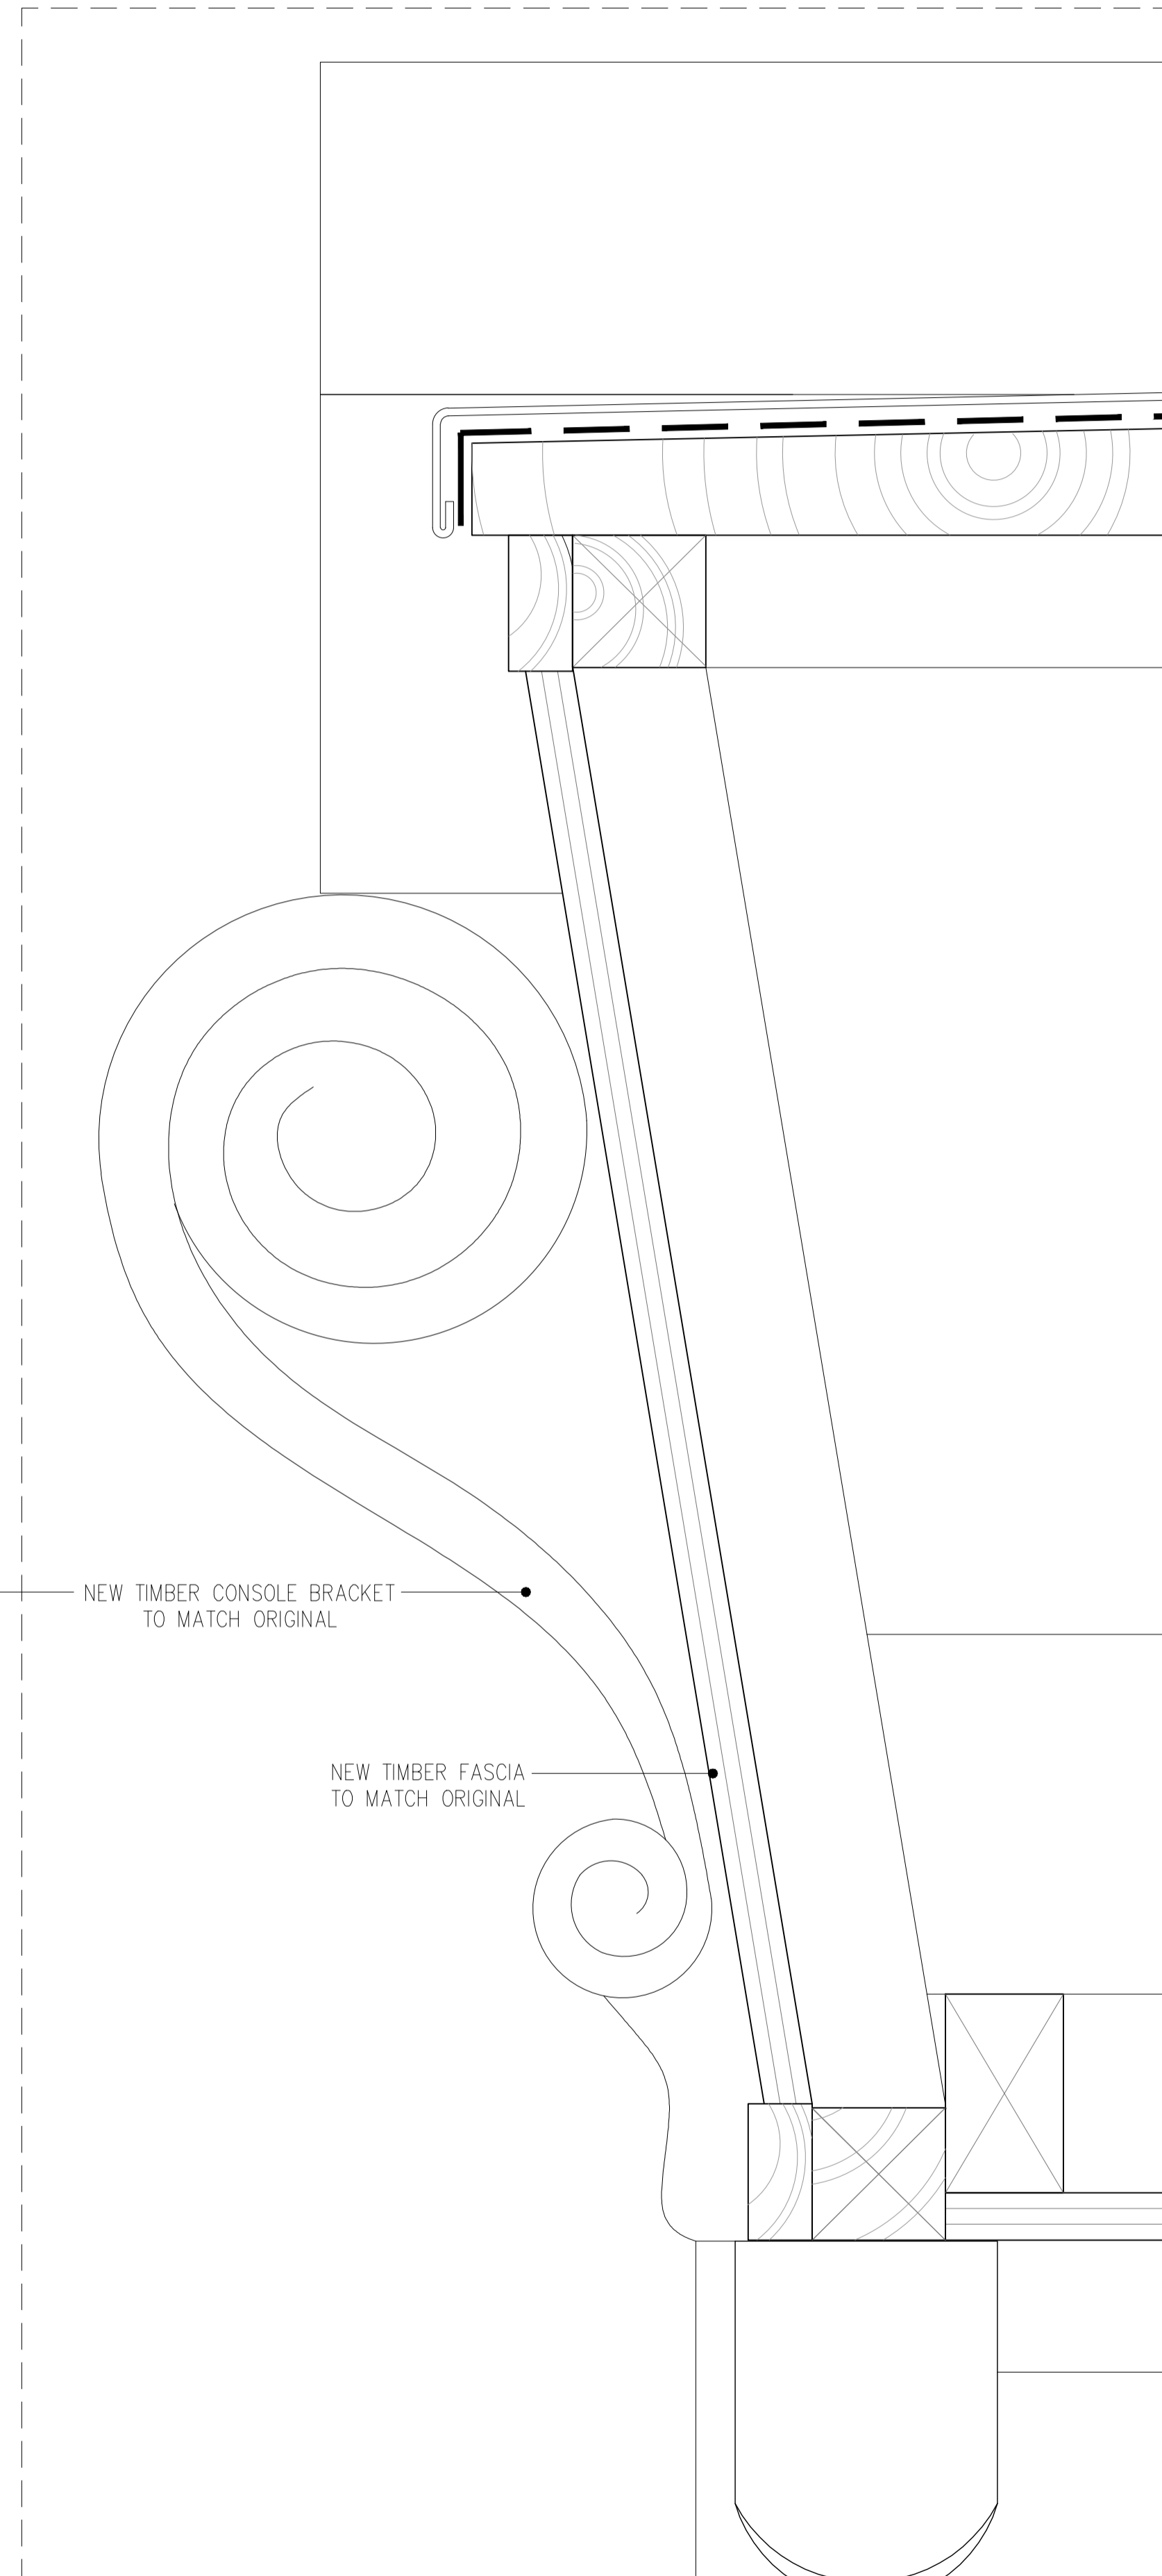 NEW TIMBER CONSOLE BRACKET
TO MATCH ORIGINAL
NEW TIMBER FASCIA
TO MATCH ORIGINAL